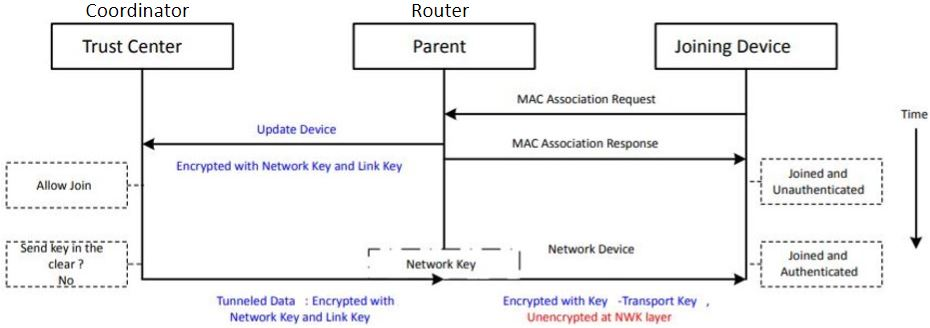 Coordinator
Router
Trust Center
Parent
Joining Device
MAC Association Request
Time
Update Device
MAC Association Response
Encrypted with Network Key and Link Key
Allow Join
Joined and
Unauthenticated
Send key in the
clear ?
No
Network Key
Network Device
Joined and
Authenticated
Tunneled Data : Encrypted with
Network Key and Link Key
Encrypted with Key -Transport Key ,
Unencrypted at NWK layer